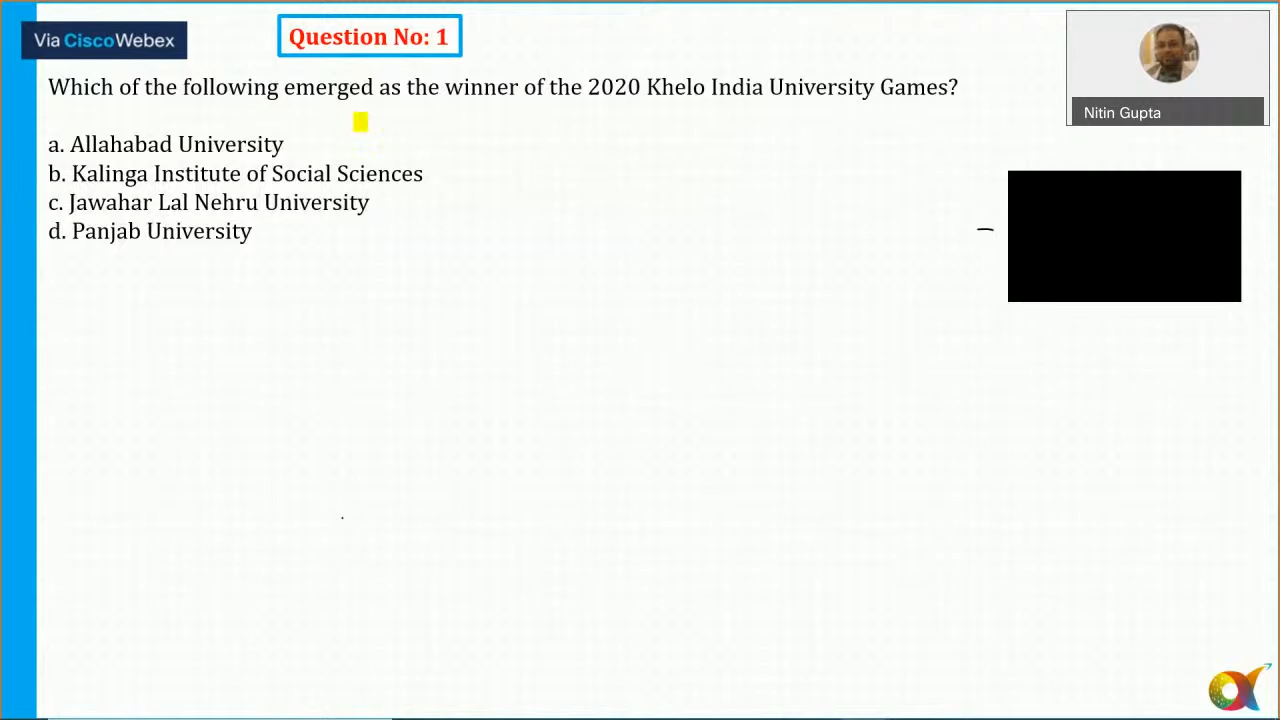 Via CiscoWebex
Question No: 1
Nitin Gupta
Which of the following emerged as the winner of the 2020 Khelo India University Games?
a. Allahabad University
b. Kalinga Institute of Social Sciences
c. Jawahar Lal Nehru University
d. Panjab University